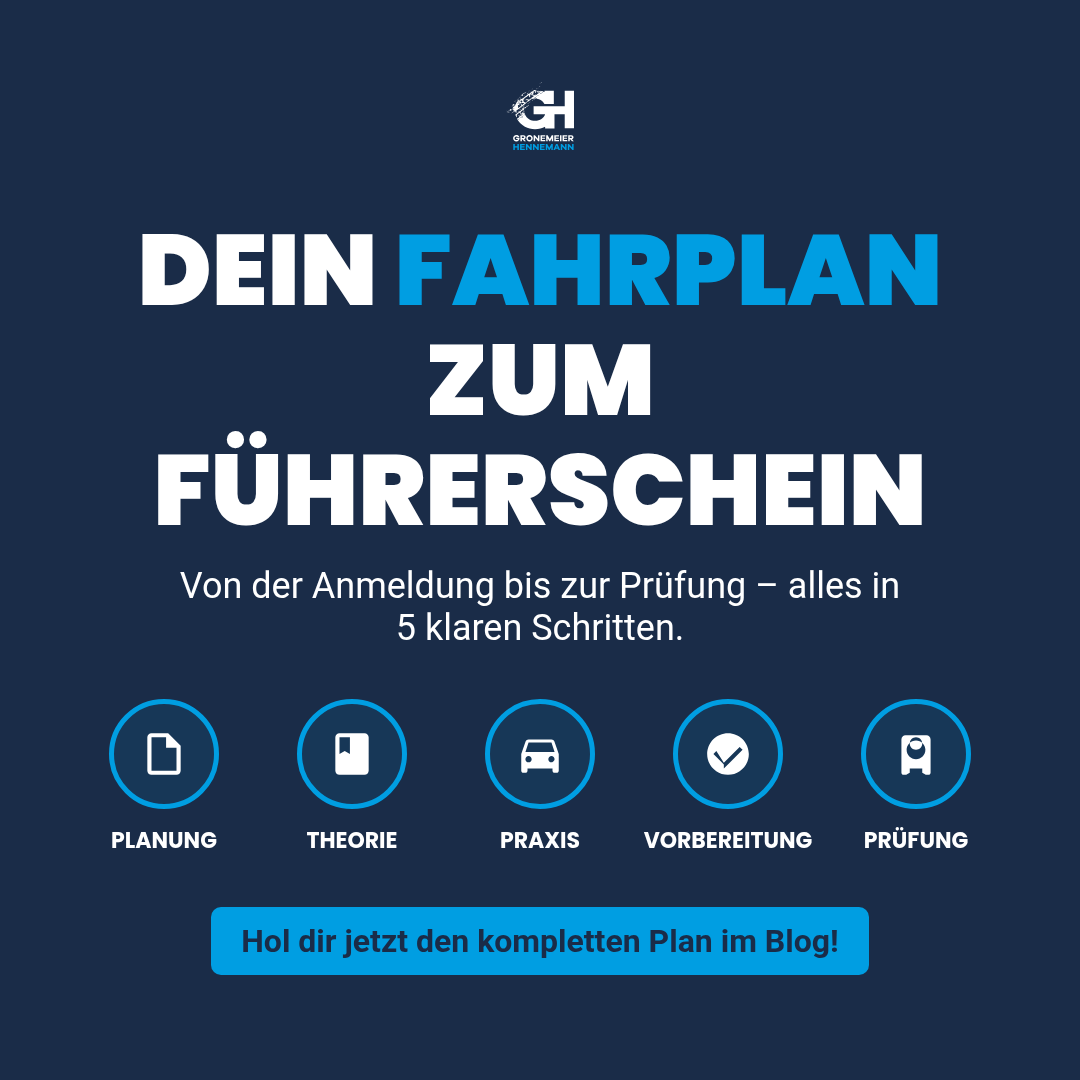 GH
GRONEMEIER
HENNEMANN
DEIN FAHRPLAN
ZUM
FÜHRERSCHEIN
Von der Anmeldung bis zur Prüfung – alles in
5 klaren Schritten.
PLANUNG THEORIE PRAXIS VORBEREITUNG PRÜFUNG
Hol dir jetzt den kompletten Plan im Blog!